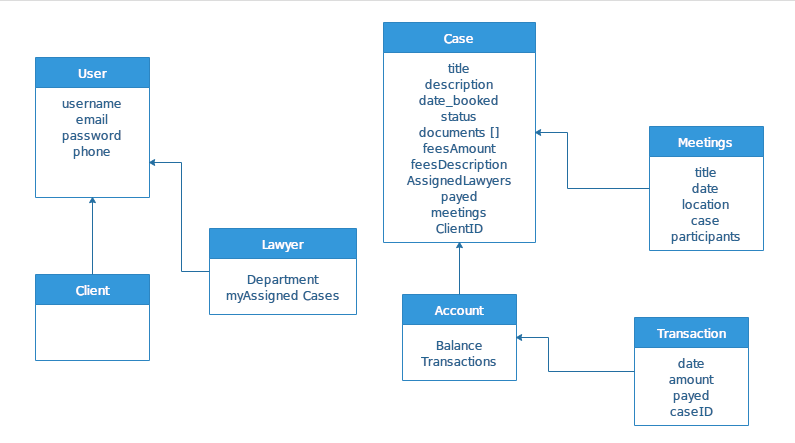 User
username
email
password
phone
Client
Lawyer
Department
myAssigned Cases
Case
title
description
date_booked
status
documents []
feesAmount
feesDescription
AssignedLawyers
payed
meetings
ClientID
Account
Balance
Transactions
Meetings
title
date
location
case
participants
Transaction
date
amount
payed
caseID